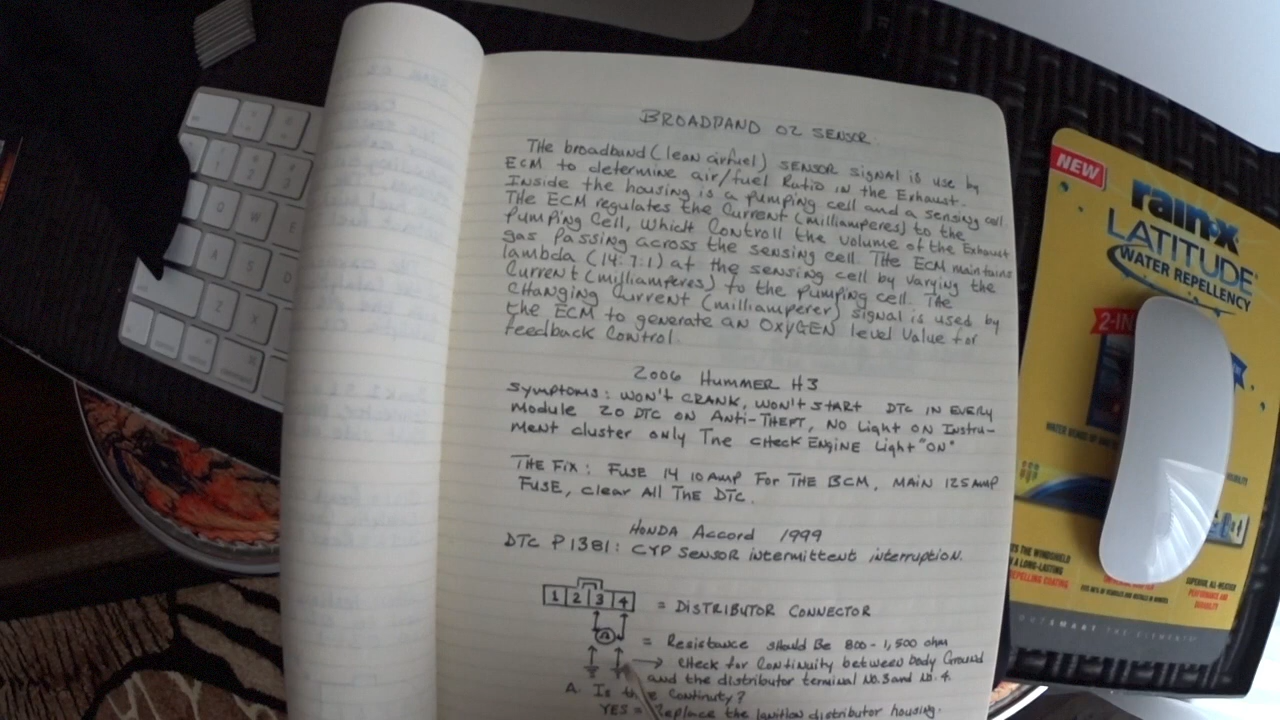 BROADBAND O2 SENSOR.
The broadband (lean air fuel) SENSOR signal is use by
ECM to determine air/fuel Ratio in the Exhaust.
Inside the housing is a pumping cell and a sensing cell.
The ECM regulates the Current (milliamperes) to the
Pumping Cell, which Controll the volume of the Exhaust
gas Passing across the sensing cell. The ECM maintains
lambda (14:7:1) at the sensing cell by varying the
Current (milliamperes) to the pumping cell. The
CHANGING Current (milliamperer) signal is used by
the ECM to generate an OXYGEN level Value for
Feedback Control.
2006 Hummer H3
Symptoms: WON'T CRANK, WON'T START DTC IN EVERY
Module 20 DTC ON Anti-THEFT, NO Light ON Instru-
ment cluster only The CHECK ENGINE Light "ON"
THE FIX: FUSE 14 10 Amp FOR THE BCM, MAIN 125 Amp
FUSE, clear All THE DTC.
HONDA Accord 1999
DTC P1381: CYP SENSOR intermittent interruption.
1 2 3 4
= DISTRIBUTOR CONNECTOR
= Resistance should Be 800-1,500 ohm
→ Check for Continuity between body Ground
and the distributor terminal No. 3 and No. 4.
A. Is the Continuty?
YES = Replace the Ignition distributor housing.
NEW
rain-x
LATITUDE
WATER REPELLENCY
2-IN
OUTSMART THE ELEMENTS